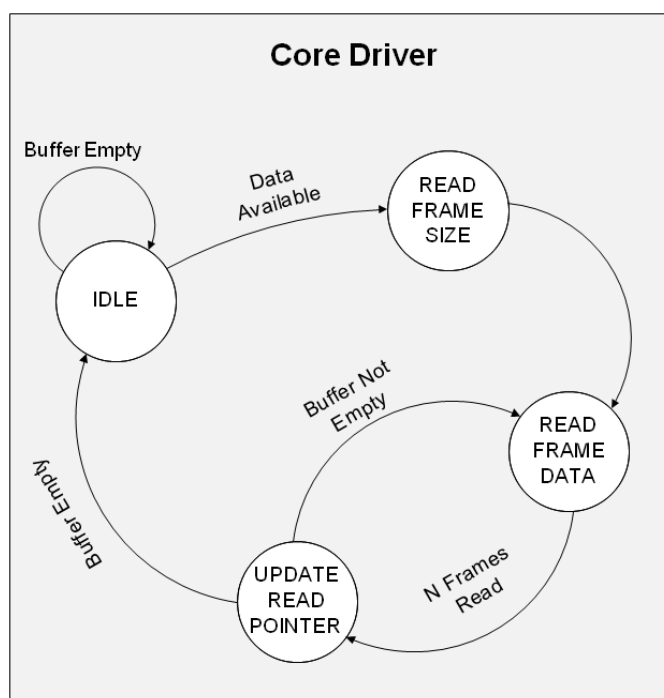 Core Driver
Buffer Empty
Data
Available
READ
FRAME
SIZE
IDLE
Buffer Not
Empty
READ
FRAME
DATA
Buffer Empty
UPDATE
READ
POINTER
N Frames
Read